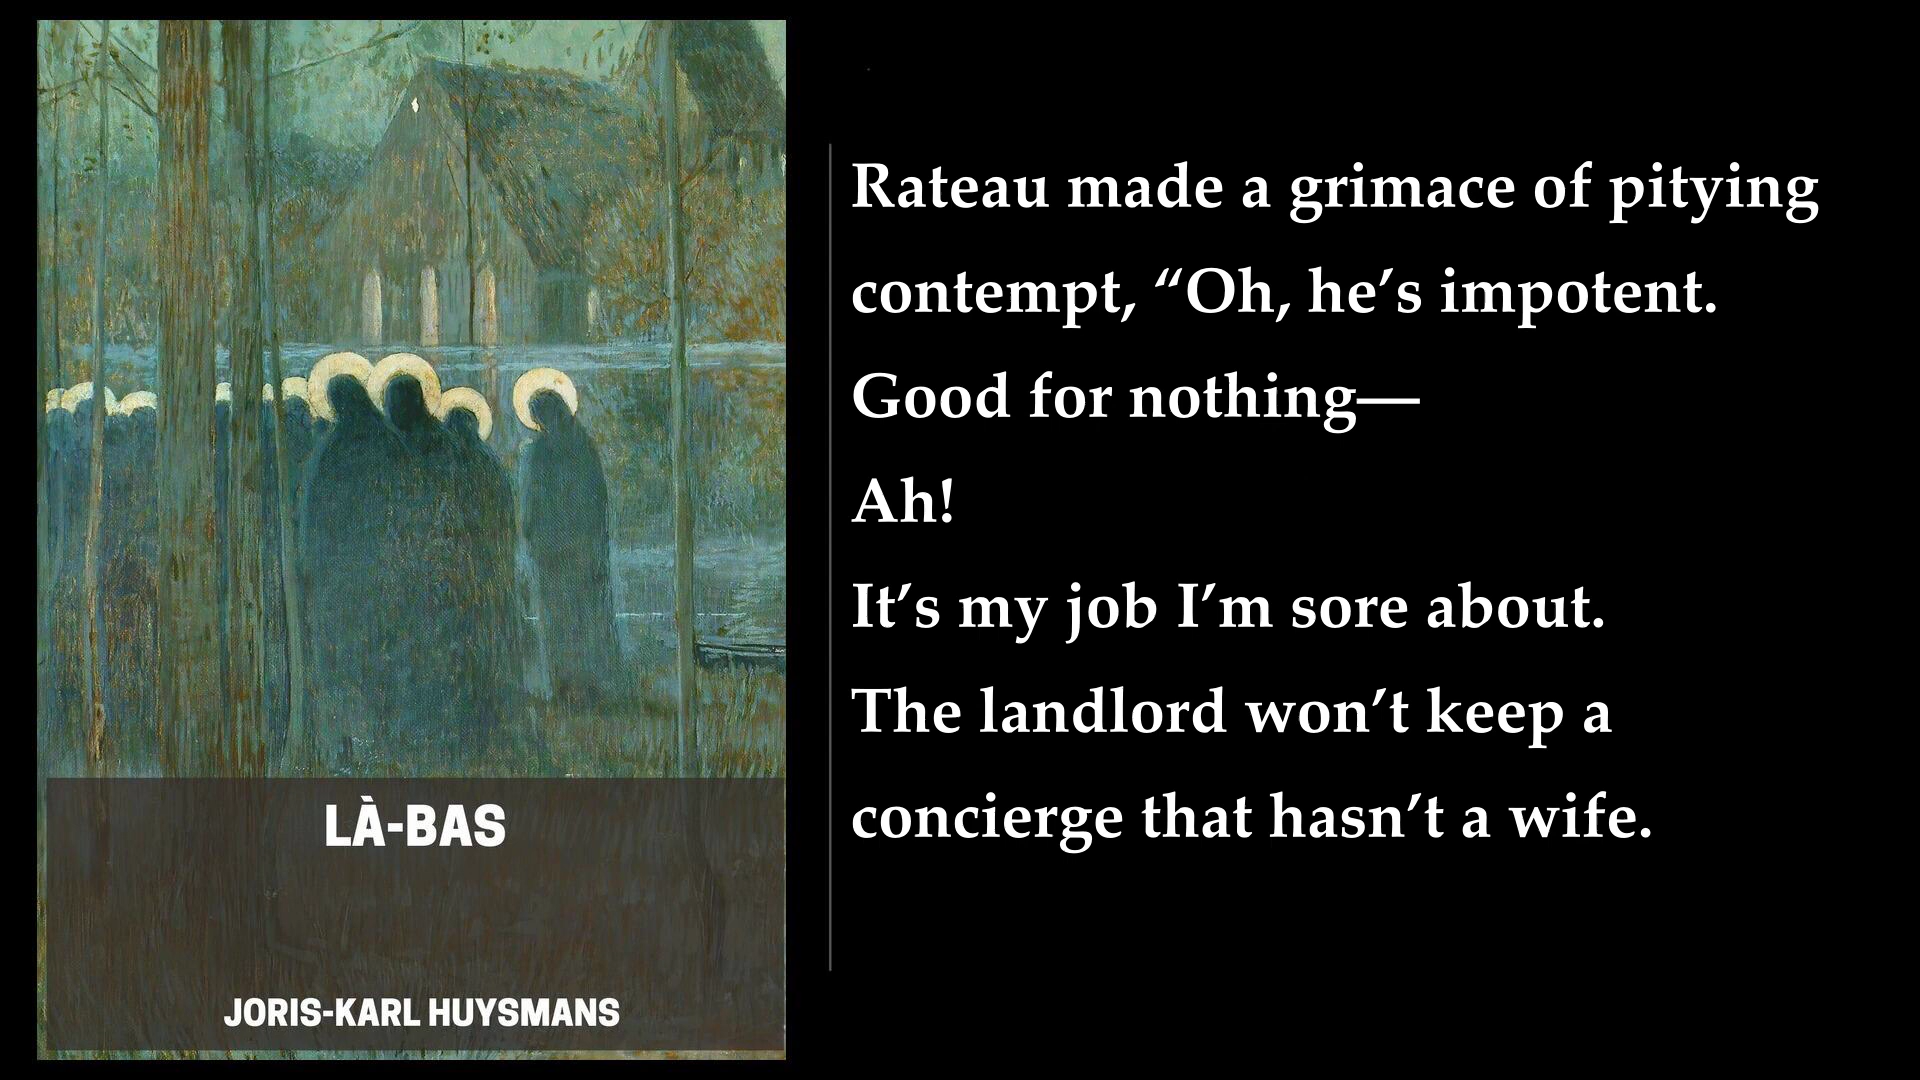 LÀ-BAS
JORIS-KARL HUYSMANS
Rateau made a grimace of pitying
contempt, “Oh, he’s impotent.
Good for nothing—
Ah!
It’s my job I’m sore about.
The landlord won’t keep a
concierge that hasn’t a wife.